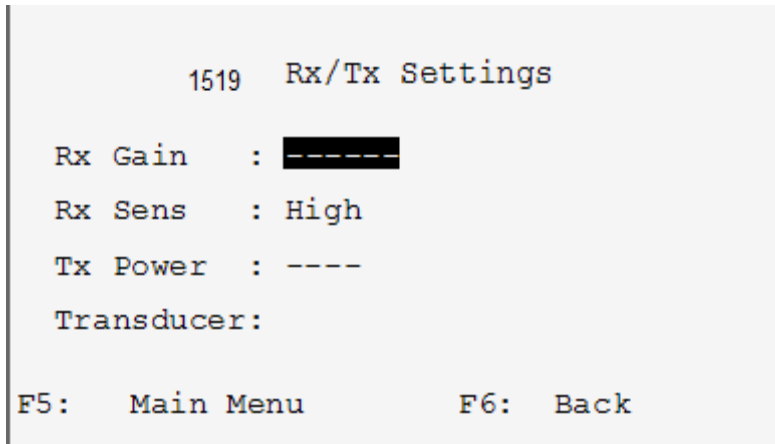 1519 Rx/Tx Settings
Rx Gain : ------
Rx Sens : High
Tx Power : ----
Transducer:
F5: Main Menu F6: Back